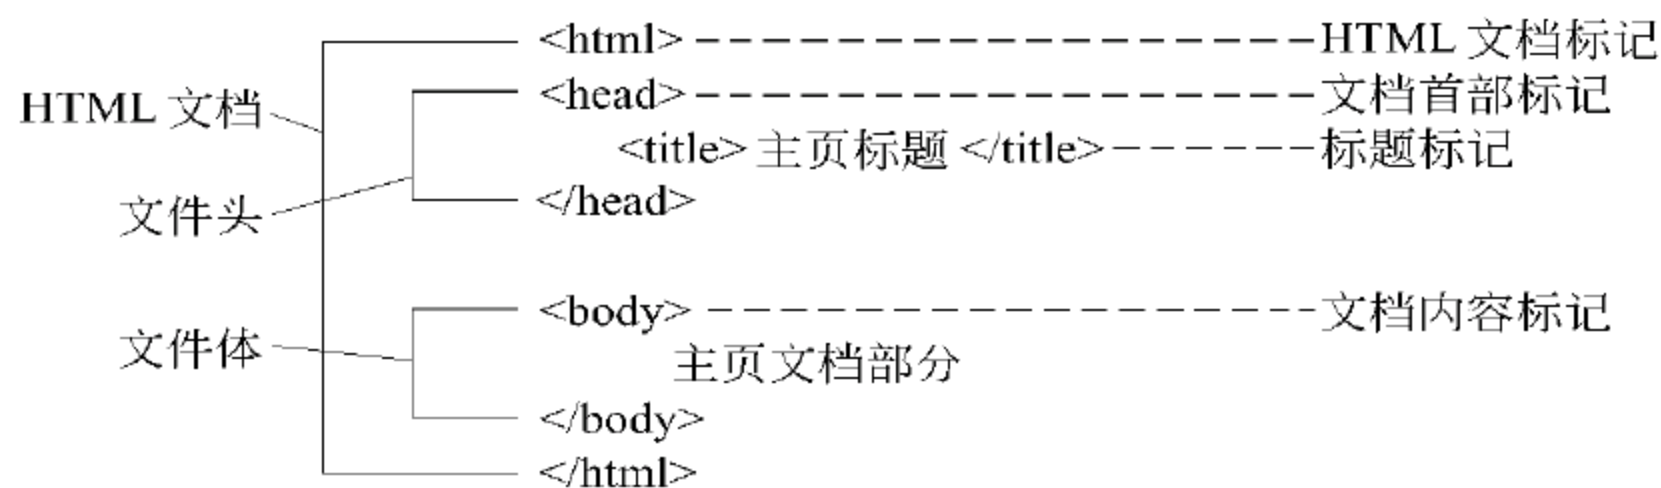 <html> HTML 文档标记
HTML 文档 <head> 文档首部标记
<title> 主页标题 </title> 标题标记
文件头 </head>
<body> 文档内容标记
文件体 主页文档部分
</body>
</html>